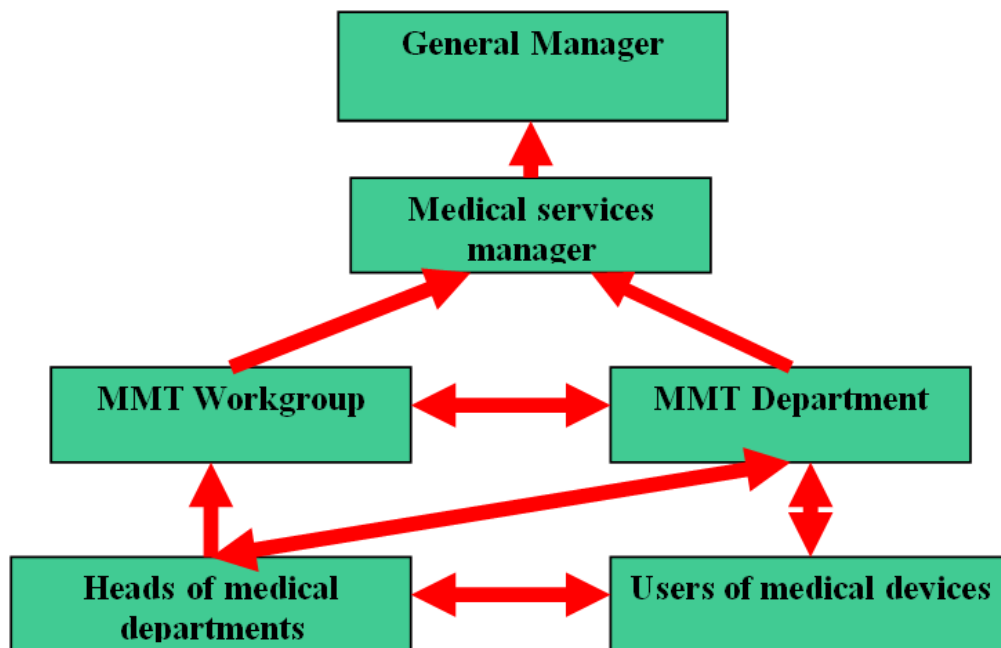 General Manager
Medical services
manager
MMT Workgroup
MMT Department
Heads of medical
departments
Users of medical devices